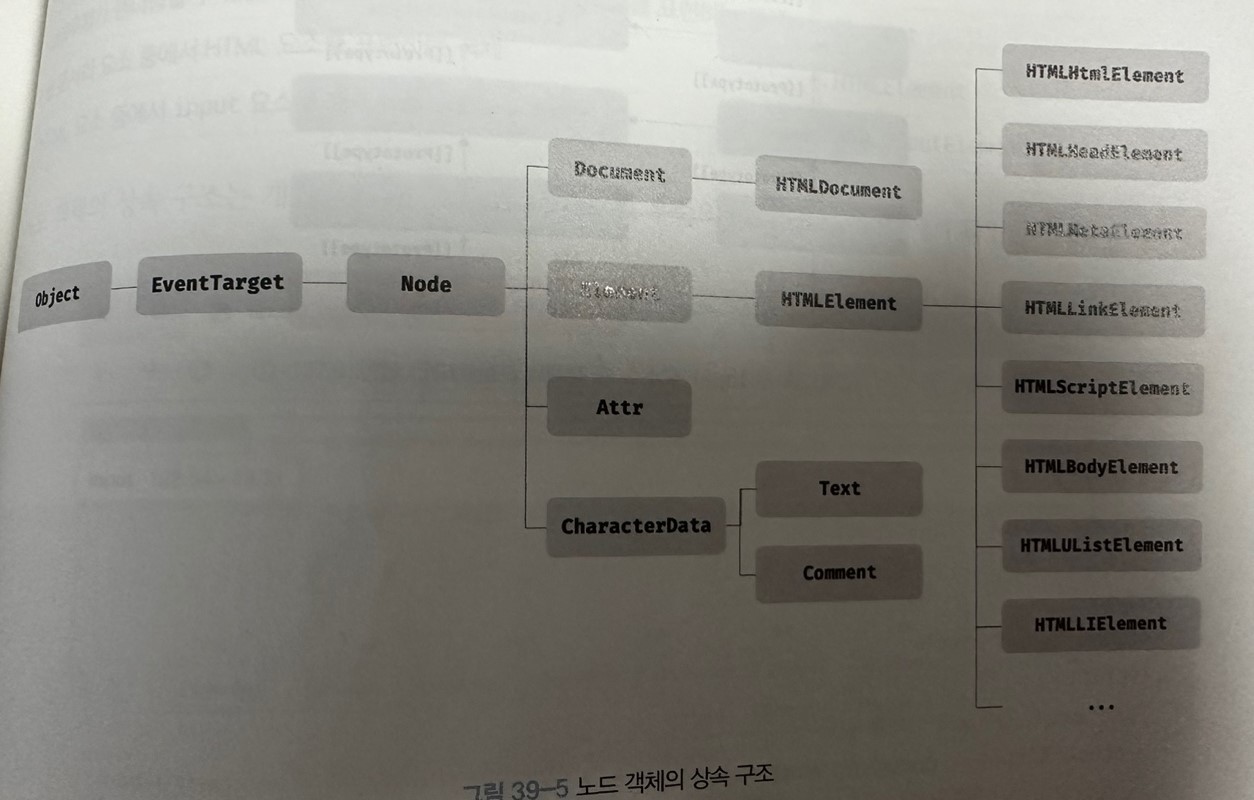 Object
EventTarget
Node
Document
HTMLDocument
Element
HTMLElement
Attr
CharacterData
Text
Comment
HTMLHtmlElement
HTMLHeadElement
HTMLMetaElement
HTMLLinkElement
HTMLScriptElement
HTMLBodyElement
HTMLUListElement
HTMLLIElement
...
그림 39-5 노드 객체의 상속 구조